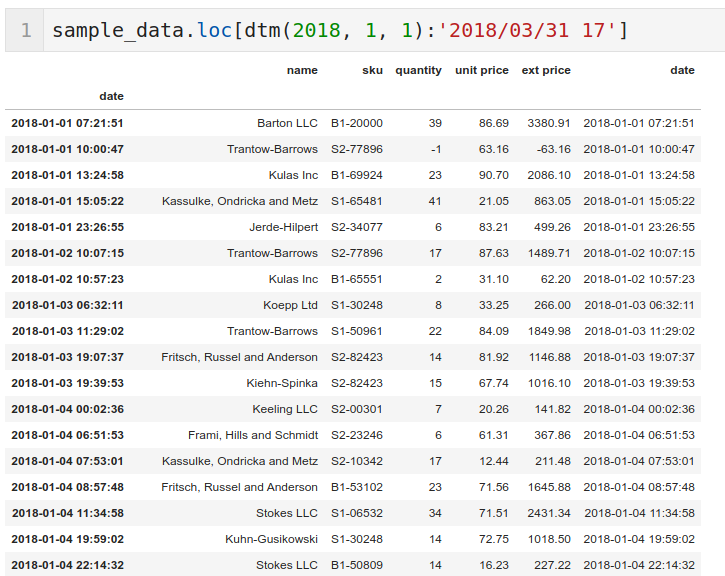 1 sample_data.loc[dtm(2018, 1, 1):'2018/03/31 17']
name sku quantity unit price ext price date
date
2018-01-01 07:21:51 Barton LLC B1-20000 39 86.69 3380.91 2018-01-01 07:21:51
2018-01-01 10:00:47 Trantow-Barrows S2-77896 -1 63.16 -63.16 2018-01-01 10:00:47
2018-01-01 13:24:58 Kulas Inc B1-69924 23 90.70 2086.10 2018-01-01 13:24:58
2018-01-01 15:05:22 Kassulke, Ondricka and Metz S1-65481 41 21.05 863.05 2018-01-01 15:05:22
2018-01-01 23:26:55 Jerde-Hilpert S2-34077 6 83.21 499.26 2018-01-01 23:26:55
2018-01-02 10:07:15 Trantow-Barrows S2-77896 17 87.63 1489.71 2018-01-02 10:07:15
2018-01-02 10:57:23 Kulas Inc B1-65551 2 31.10 62.20 2018-01-02 10:57:23
2018-01-03 06:32:11 Koepp Ltd S1-30248 8 33.25 266.00 2018-01-03 06:32:11
2018-01-03 11:29:02 Trantow-Barrows S1-50961 22 84.09 1849.98 2018-01-03 11:29:02
2018-01-03 19:07:37 Fritsch, Russel and Anderson S2-82423 14 81.92 1146.88 2018-01-03 19:07:37
2018-01-03 19:39:53 Kiehn-Spinka S2-82423 15 67.74 1016.10 2018-01-03 19:39:53
2018-01-04 00:02:36 Keeling LLC S2-00301 7 20.26 141.82 2018-01-04 00:02:36
2018-01-04 06:51:53 Frami, Hills and Schmidt S2-23246 6 61.31 367.86 2018-01-04 06:51:53
2018-01-04 07:53:01 Kassulke, Ondricka and Metz S2-10342 17 12.44 211.48 2018-01-04 07:53:01
2018-01-04 08:57:48 Fritsch, Russel and Anderson B1-53102 23 71.56 1645.88 2018-01-04 08:57:48
2018-01-04 11:34:58 Stokes LLC S1-06532 34 71.51 2431.34 2018-01-04 11:34:58
2018-01-04 19:59:02 Kuhn-Gusikowski S1-30248 14 72.75 1018.50 2018-01-04 19:59:02
2018-01-04 22:14:32 Stokes LLC B1-50809 14 16.23 227.22 2018-01-04 22:14:32